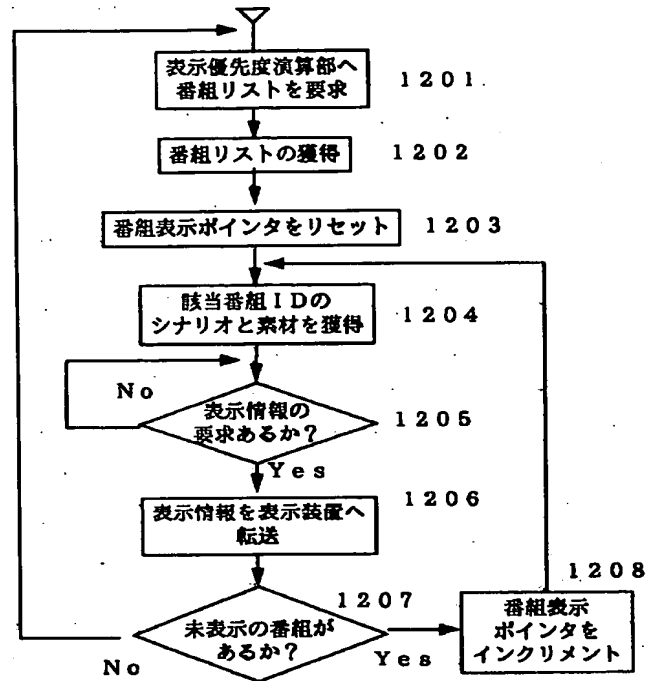 表示優先度演算部へ
番組リストを要求
1201
番組リストの獲得
1202
番組表示ポインタをリセット
1203
該当番組IDの
シナリオと素材を獲得
1204
No
表示情報の
要求あるか?
1205
Yes
表示情報を表示装置へ
転送
1206
未表示の番組が
あるか?
1207
No
Yes
1208
番組表示
ポインタを
インクリメント